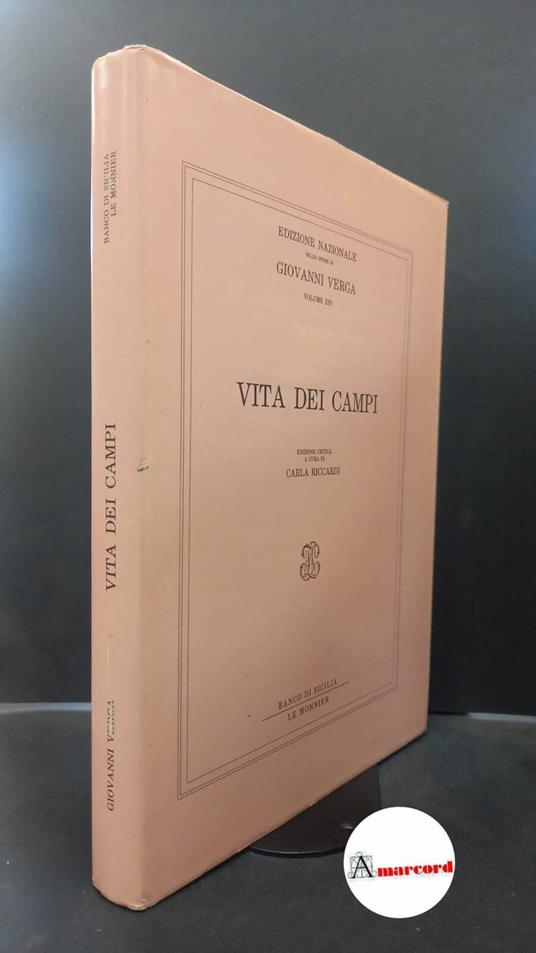 BANCO DI SICILIA
LE MONNIER
VITA DEI CAMPI
GIOVANNI VERGA
EDIZIONE NAZIONALE
DELLE OPERE DI
GIOVANNI VERGA
VOLUME XIV
VITA DEI CAMPI
EDIZIONE CRITICA
A CURA DI
CARLA RICCARDI
BANCO DI SICILIA
LE MONNIER
Amarcord